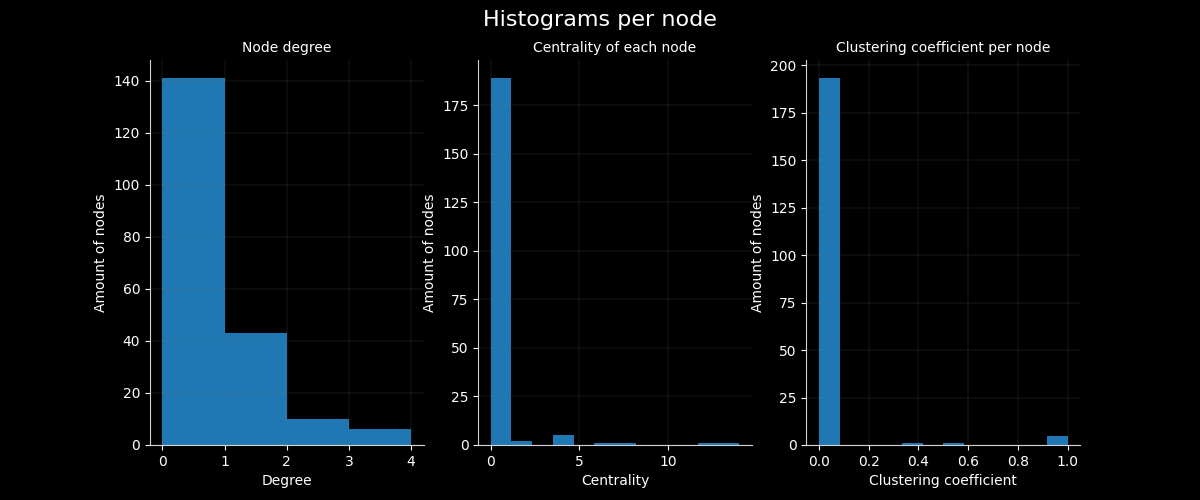 Histograms per node
Node degree
Amount of nodes
140
120
100
80
60
40
20
0
0 1 2 3 4
Degree
Centrality of each node
Amount of nodes
175
150
125
100
75
50
25
0
0 5 10
Centrality
Clustering coefficient per node
Amount of nodes
200
175
150
125
100
75
50
25
0
0.0 0.2 0.4 0.6 0.8 1.0
Clustering coefficient